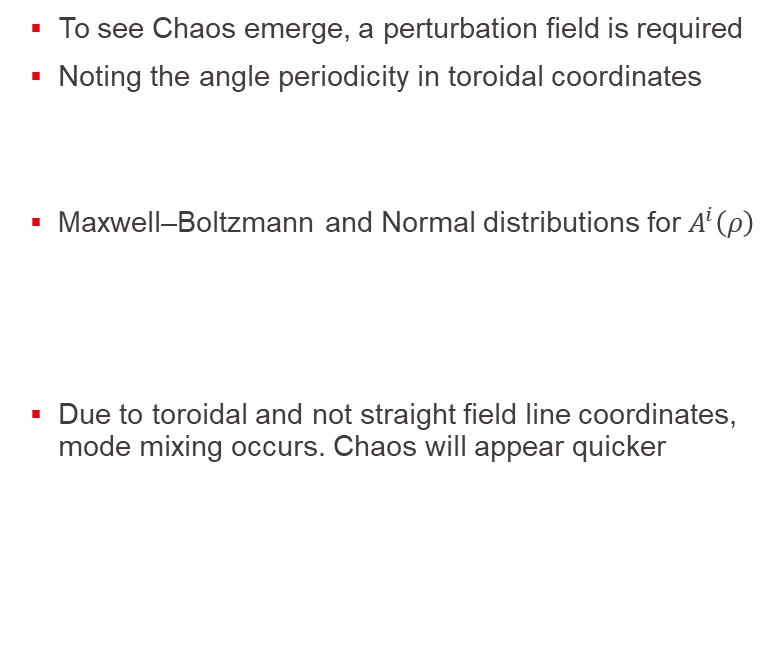 ▪ To see Chaos emerge, a perturbation field is required
▪ Noting the angle periodicity in toroidal coordinates
▪ Maxwell–Boltzmann and Normal distributions for 𝐴ⁱ(𝜌)
▪ Due to toroidal and not straight field line coordinates,
mode mixing occurs. Chaos will appear quicker